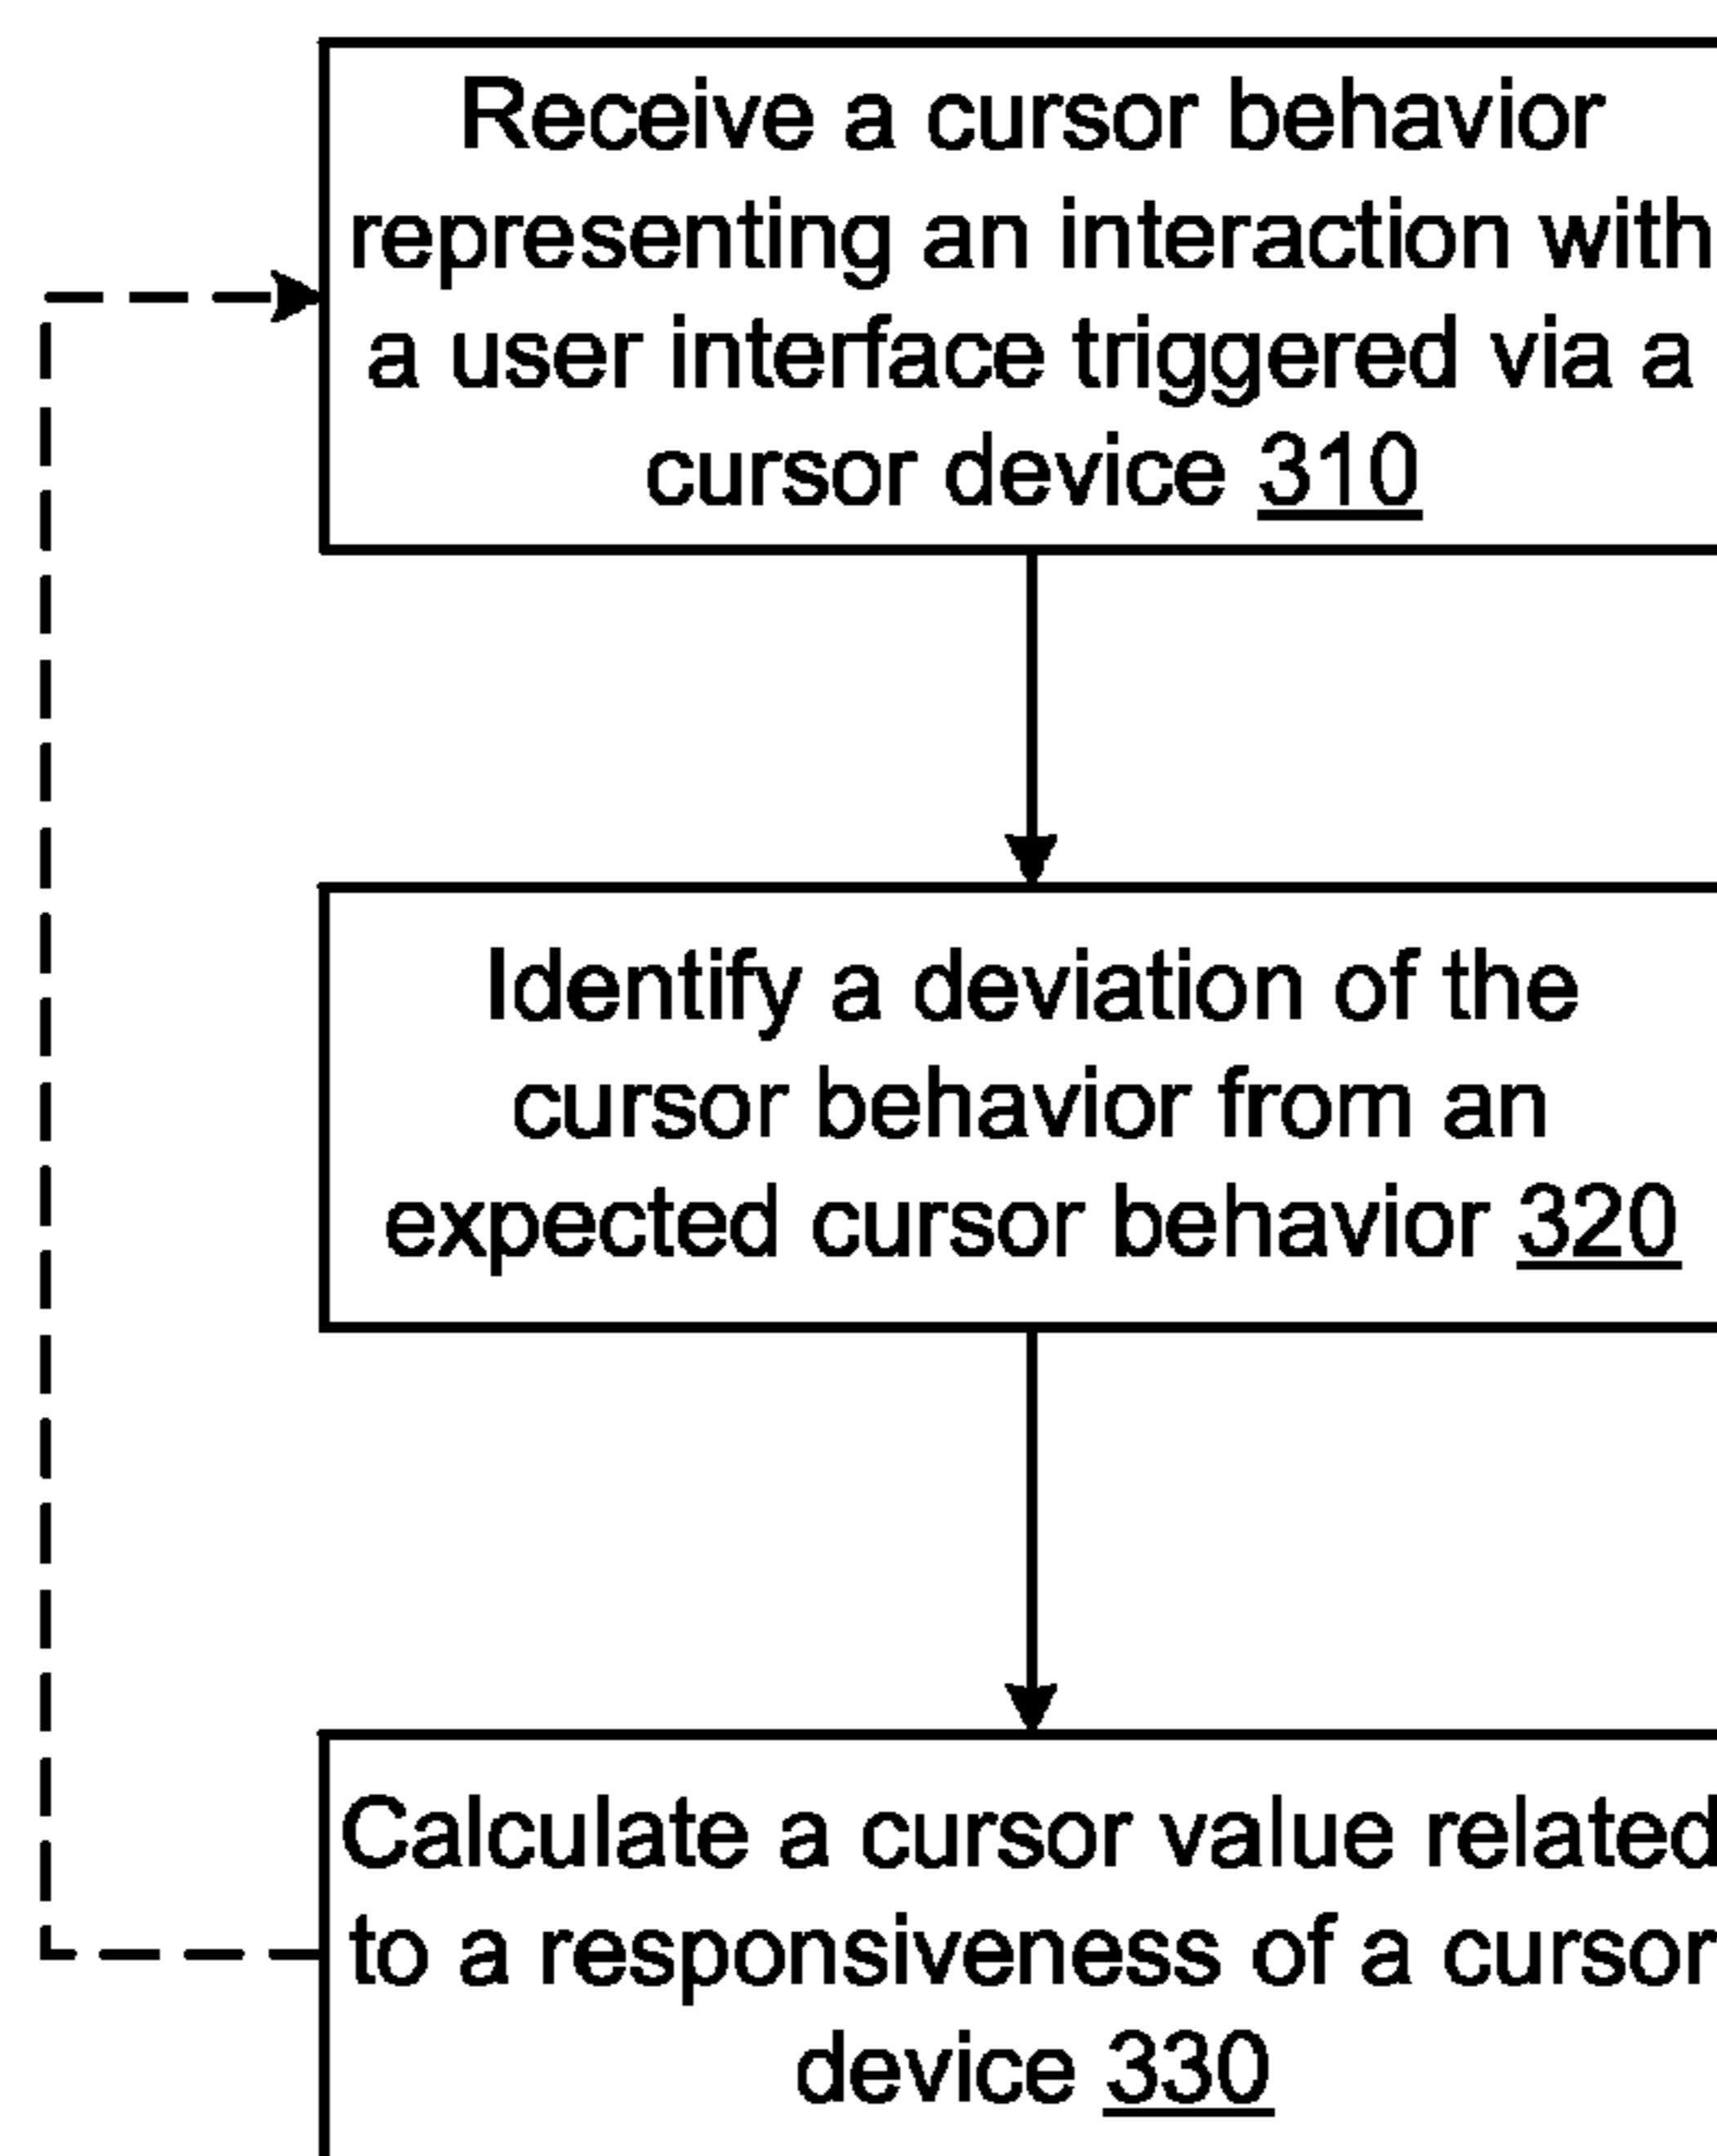 Receive a cursor behavior
representing an interaction with
a user interface triggered via a
cursor device 310
Identify a deviation of the
cursor behavior from an
expected cursor behavior 320
Calculate a cursor value related
to a responsiveness of a cursor
device 330